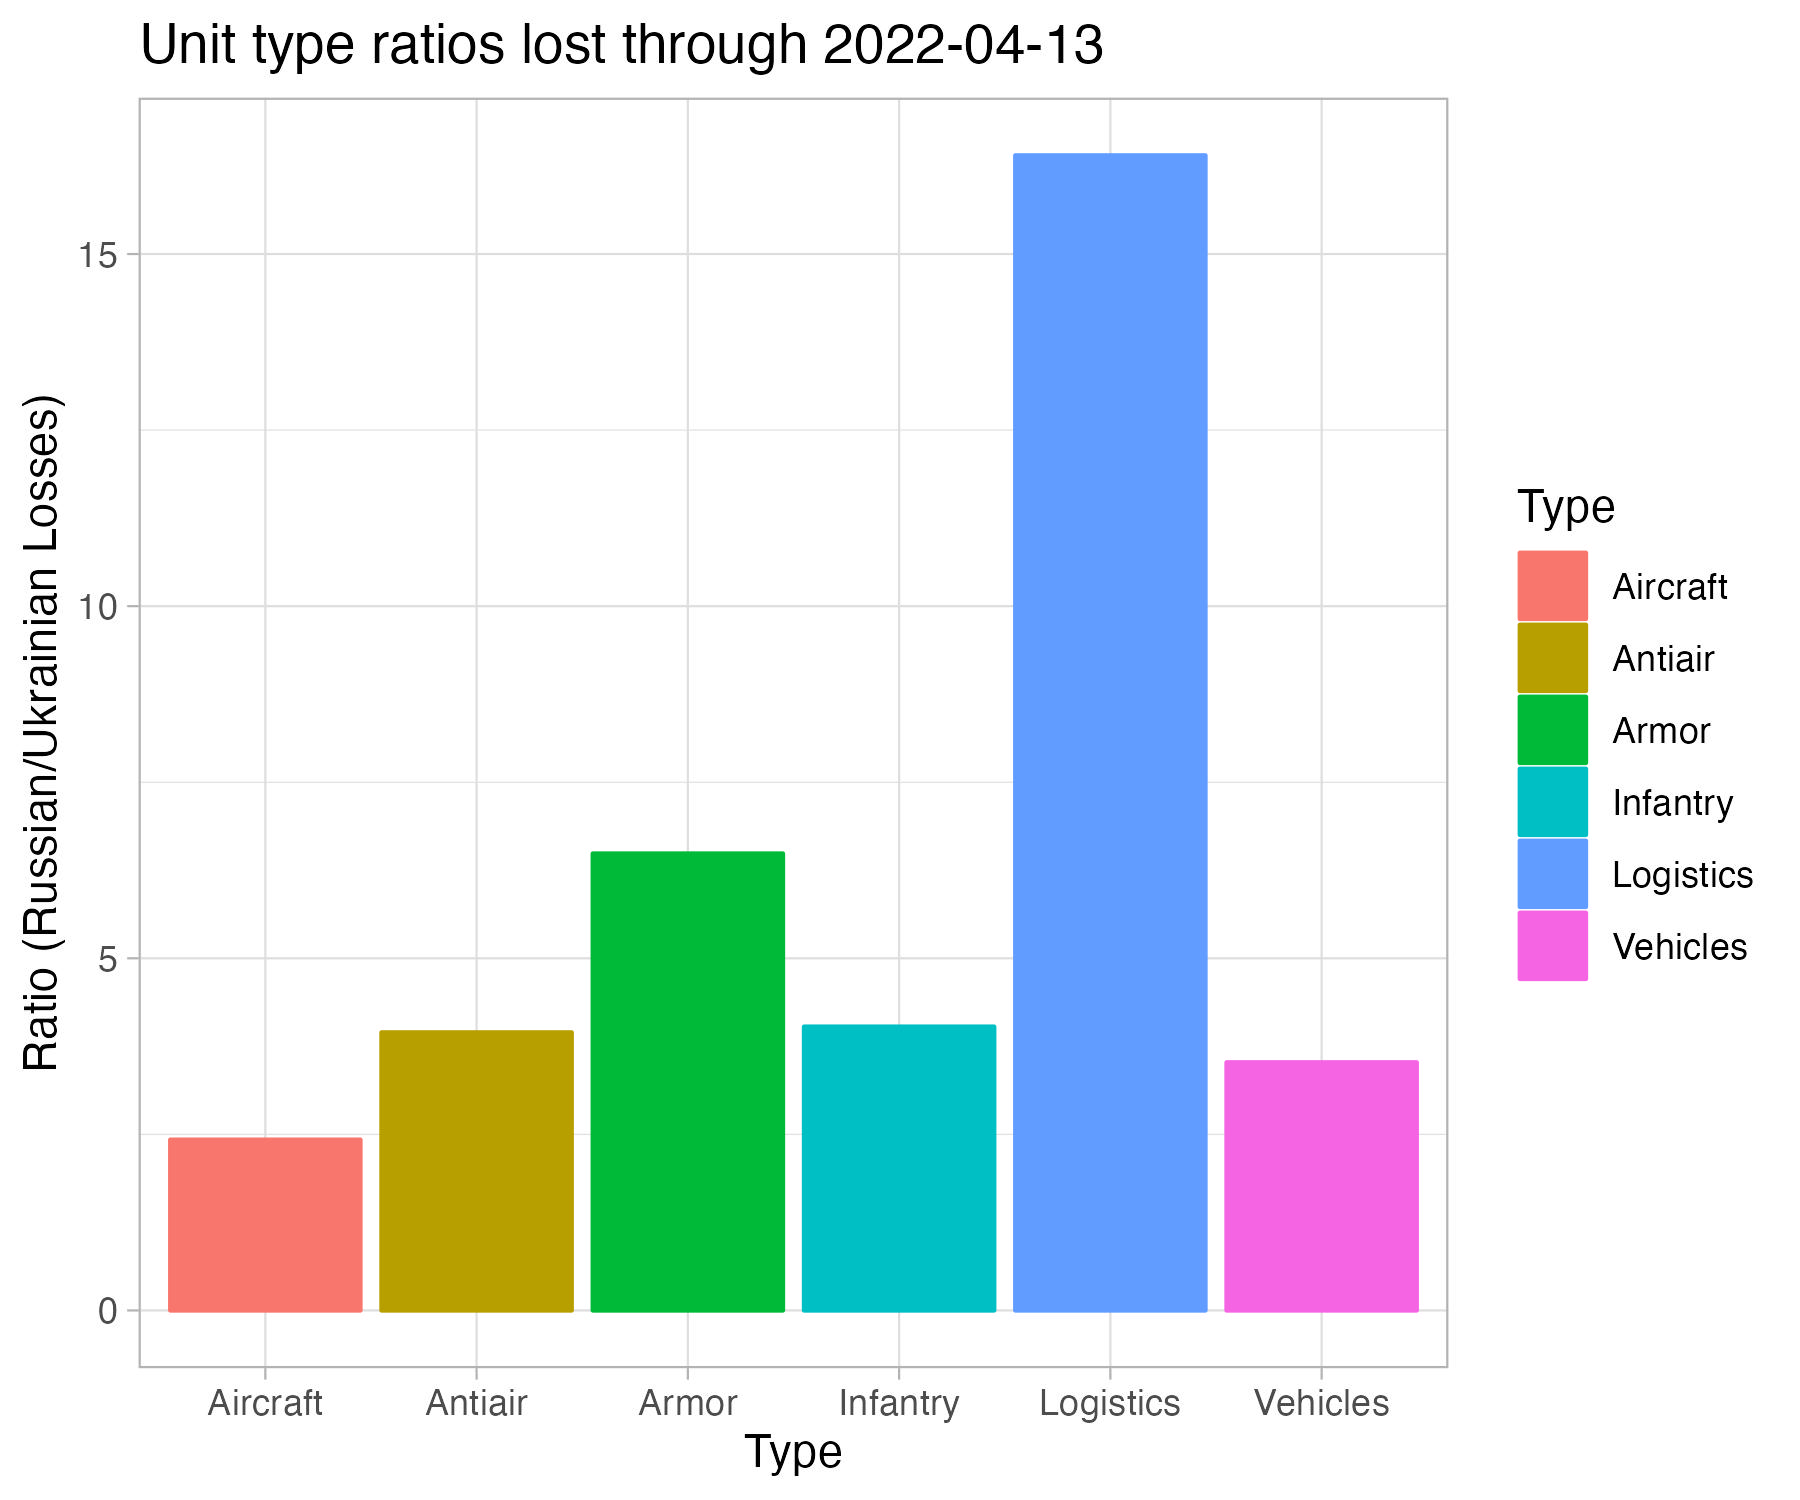 Unit type ratios lost through 2022-04-13
Ratio (Russian/Ukrainian Losses)
15
10
5
0
Aircraft Antiair Armor Infantry Logistics Vehicles
Type
Type
Aircraft
Antiair
Armor
Infantry
Logistics
Vehicles